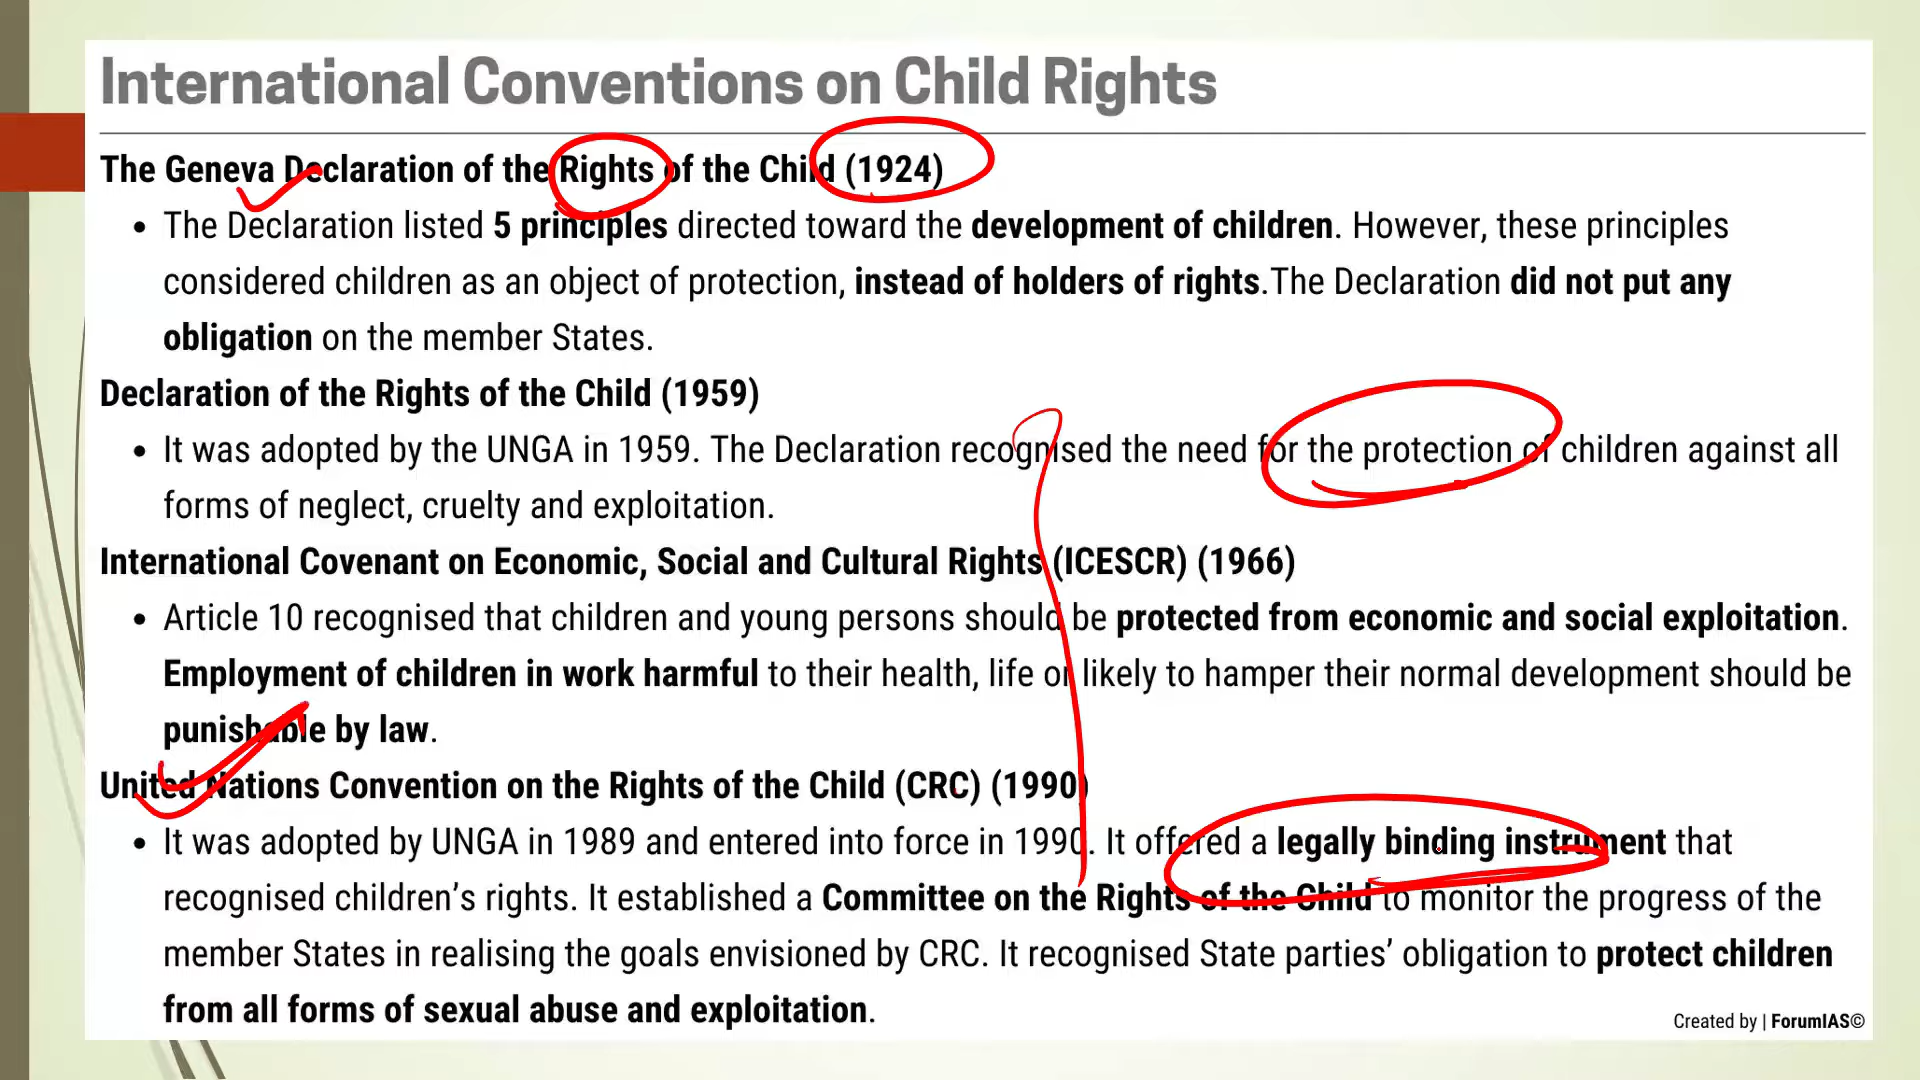 International Conventions on Child Rights
The Geneva Declaration of the Rights of the Child (1924)
• The Declaration listed 5 principles directed toward the development of children. However, these principles
considered children as an object of protection, instead of holders of rights.The Declaration did not put any
obligation on the member States.
Declaration of the Rights of the Child (1959)
• It was adopted by the UNGA in 1959. The Declaration recognised the need for the protection of children against all
forms of neglect, cruelty and exploitation.
International Covenant on Economic, Social and Cultural Rights (ICESCR) (1966)
• Article 10 recognised that children and young persons should be protected from economic and social exploitation.
Employment of children in work harmful to their health, life or likely to hamper their normal development should be
punishable by law.
United Nations Convention on the Rights of the Child (CRC) (1990)
• It was adopted by UNGA in 1989 and entered into force in 1990. It offered a legally binding instrument that
recognised children’s rights. It established a Committee on the Rights of the Child to monitor the progress of the
member States in realising the goals envisioned by CRC. It recognised State parties’ obligation to protect children
from all forms of sexual abuse and exploitation.
Created by | ForumIAS©